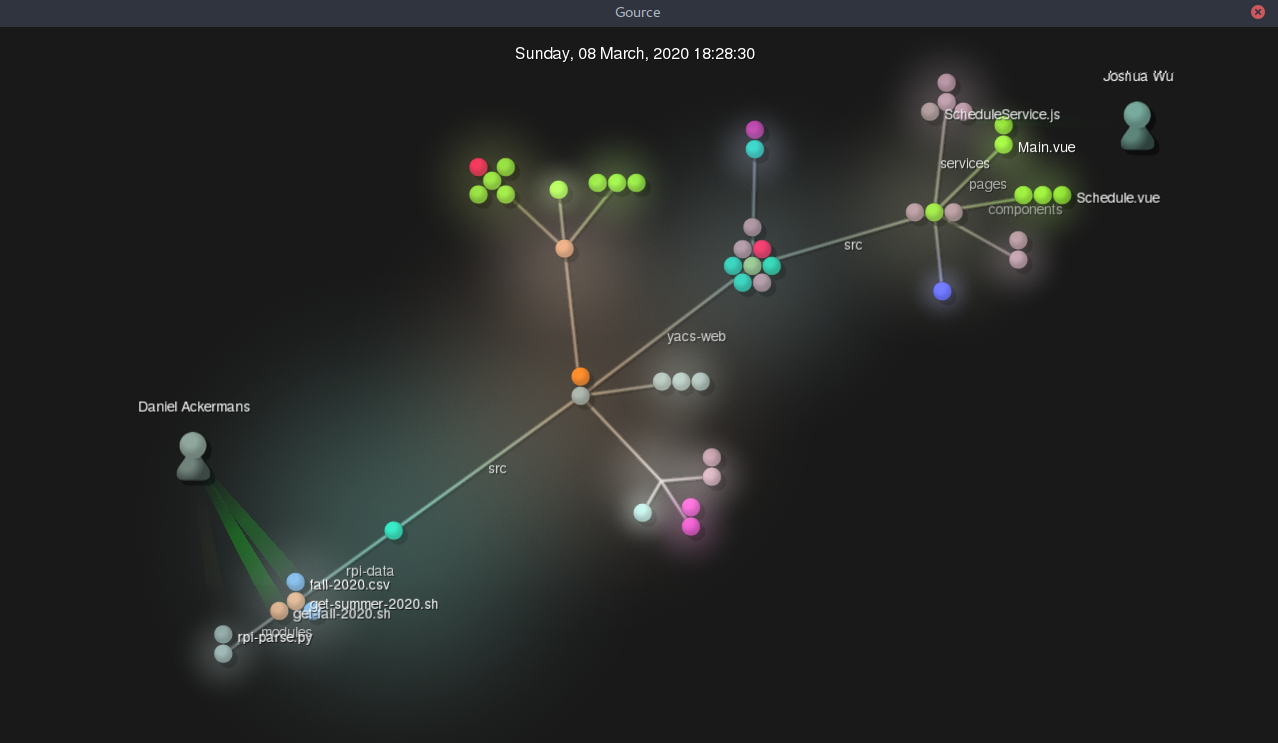 Gource
Sunday, 08 March, 2020 18:28:30
Joshua Wu
ScheduleService.js
Main.vue
services
pages
Schedule.vue
components
src
yacs-web
Daniel Ackermans
src
rpi-data
fall-2020.csv
get-summer-2020.sh
get-fall-2020.sh
modules
rpi-parse.py